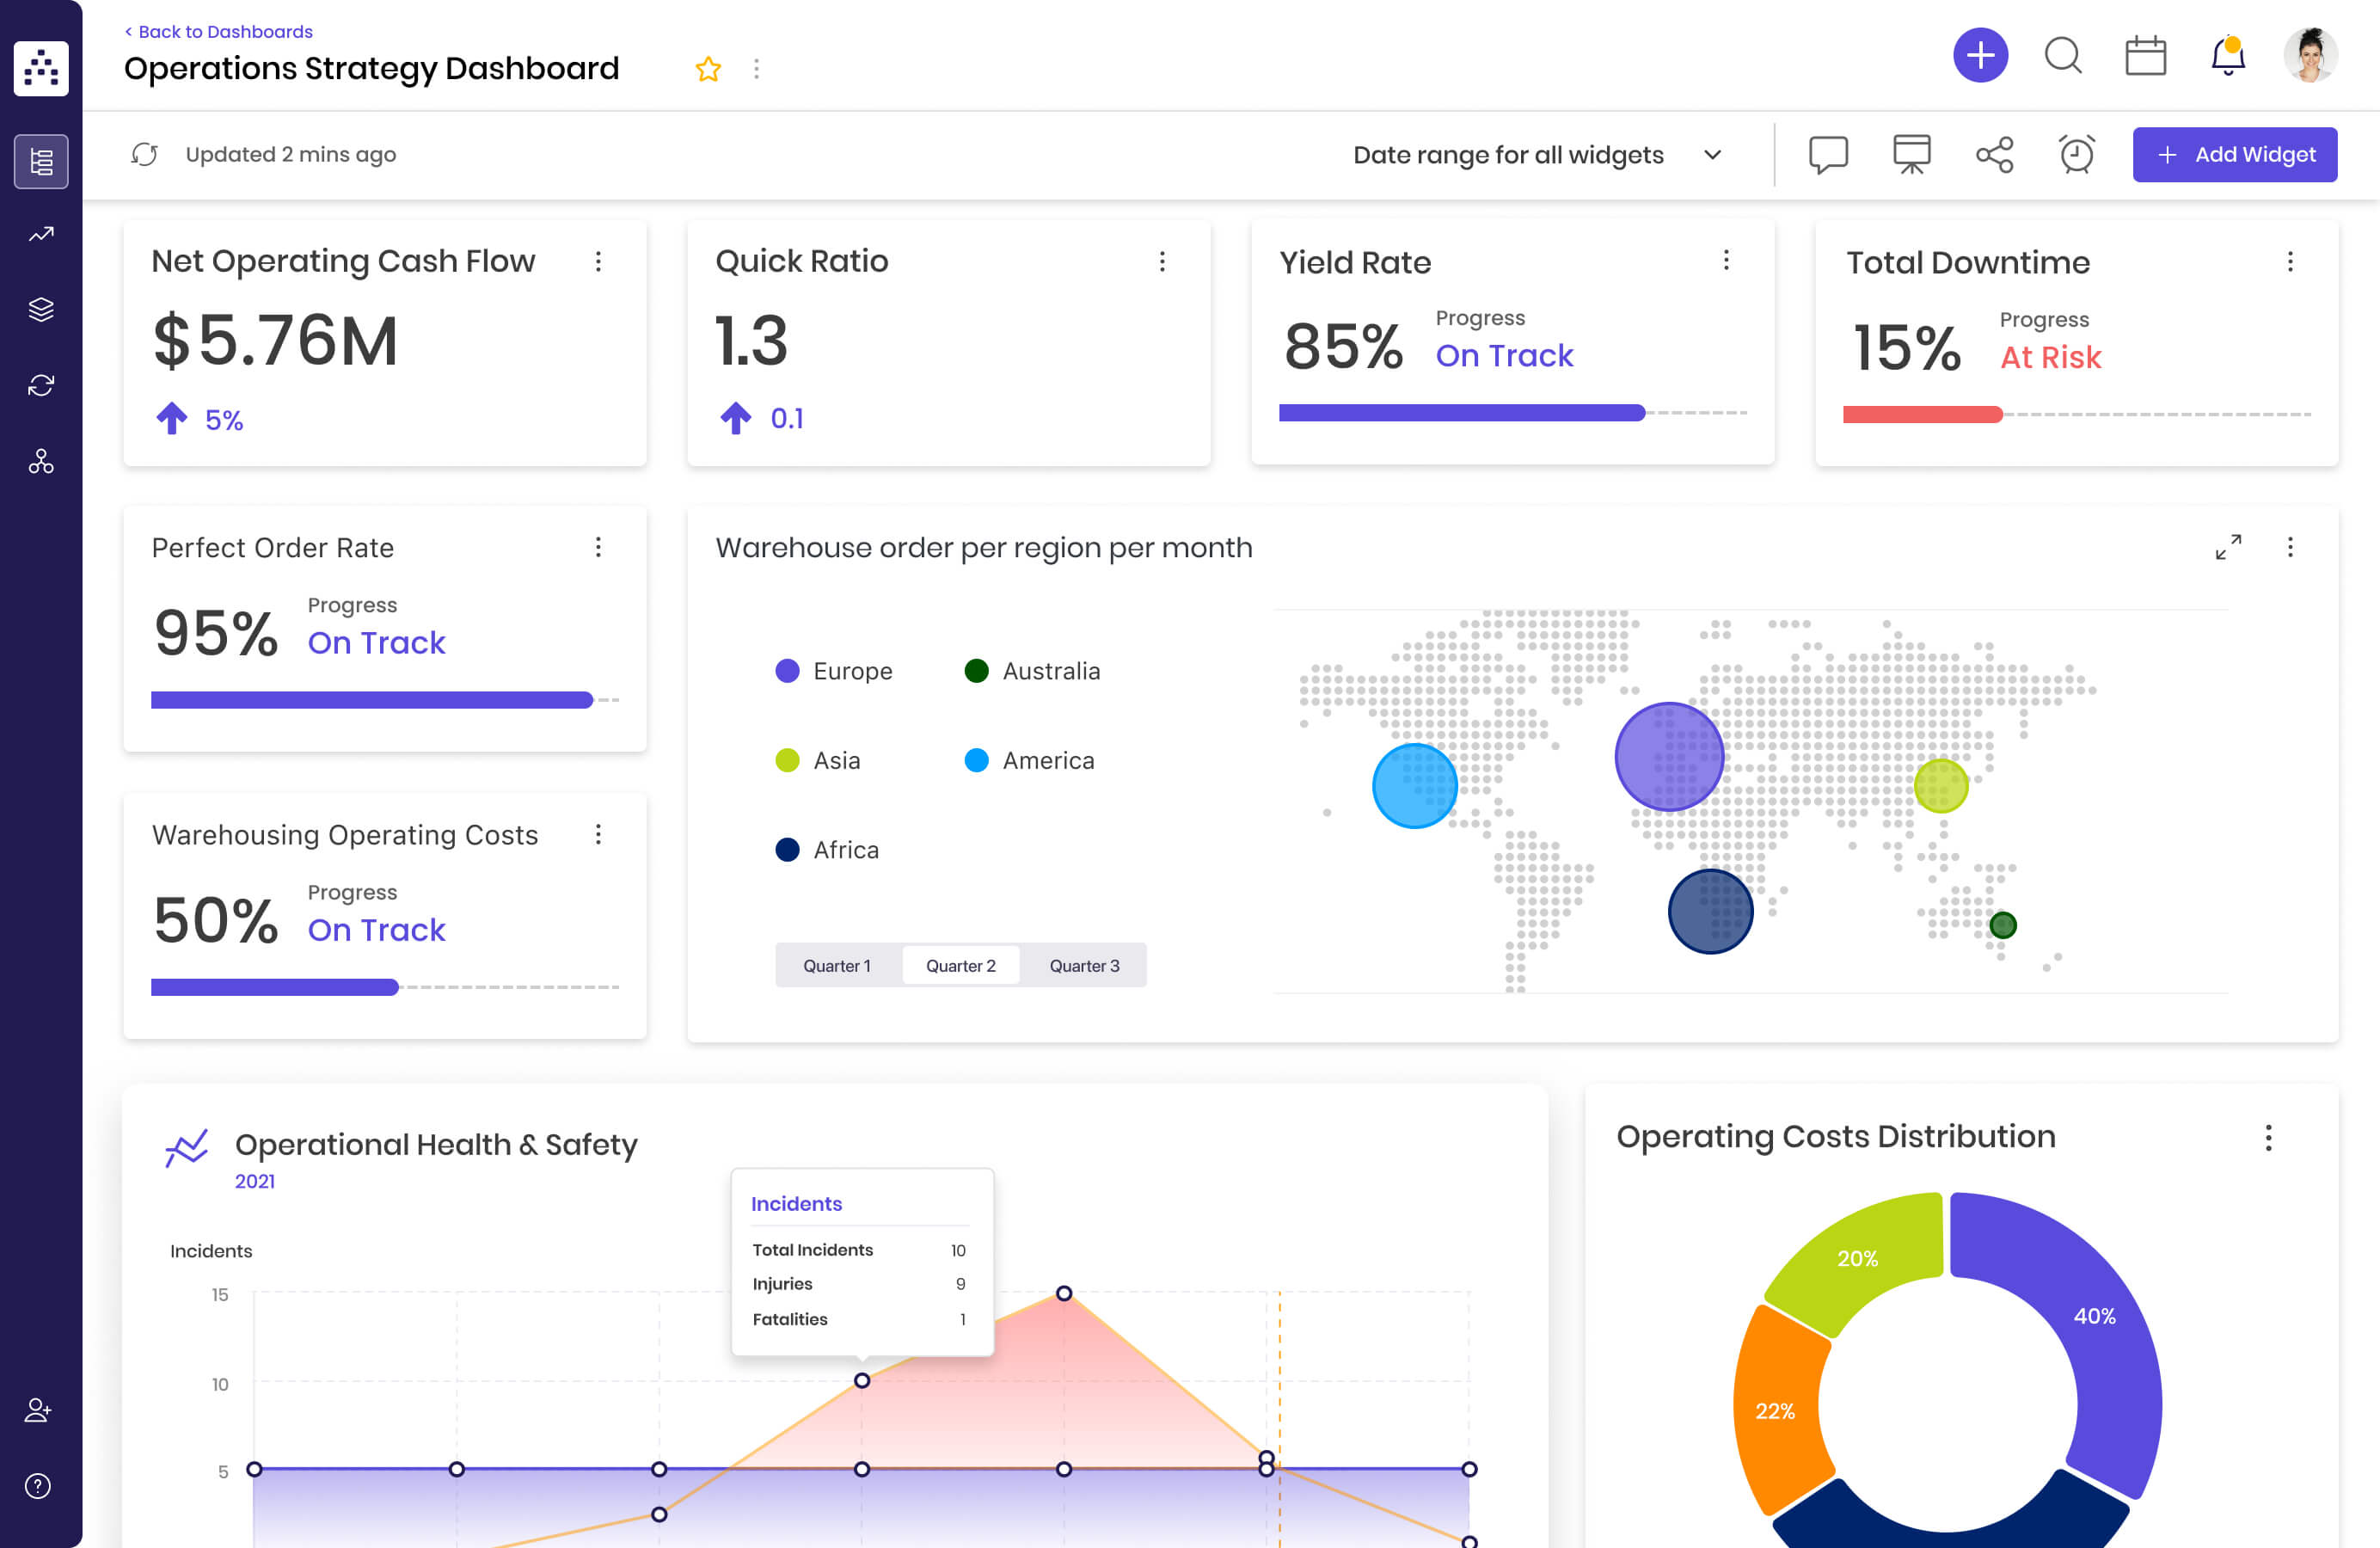 < Back to Dashboards
Operations Strategy Dashboard
Updated 2 mins ago
Date range for all widgets
+ Add Widget
Net Operating Cash Flow
$5.76M
5%
Quick Ratio
1.3
0.1
Yield Rate
85%
Progress
On Track
Total Downtime
15%
Progress
At Risk
Perfect Order Rate
95%
Progress
On Track
Warehousing Operating Costs
50%
Progress
On Track
Warehouse order per region per month
Europe
Australia
Asia
America
Africa
Quarter 1
Quarter 2
Quarter 3
Operational Health & Safety
2021
Incidents
15
10
5
Incidents
Total Incidents 10
Injuries 9
Fatalities 1
Operating Costs Distribution
20%
40%
22%
?